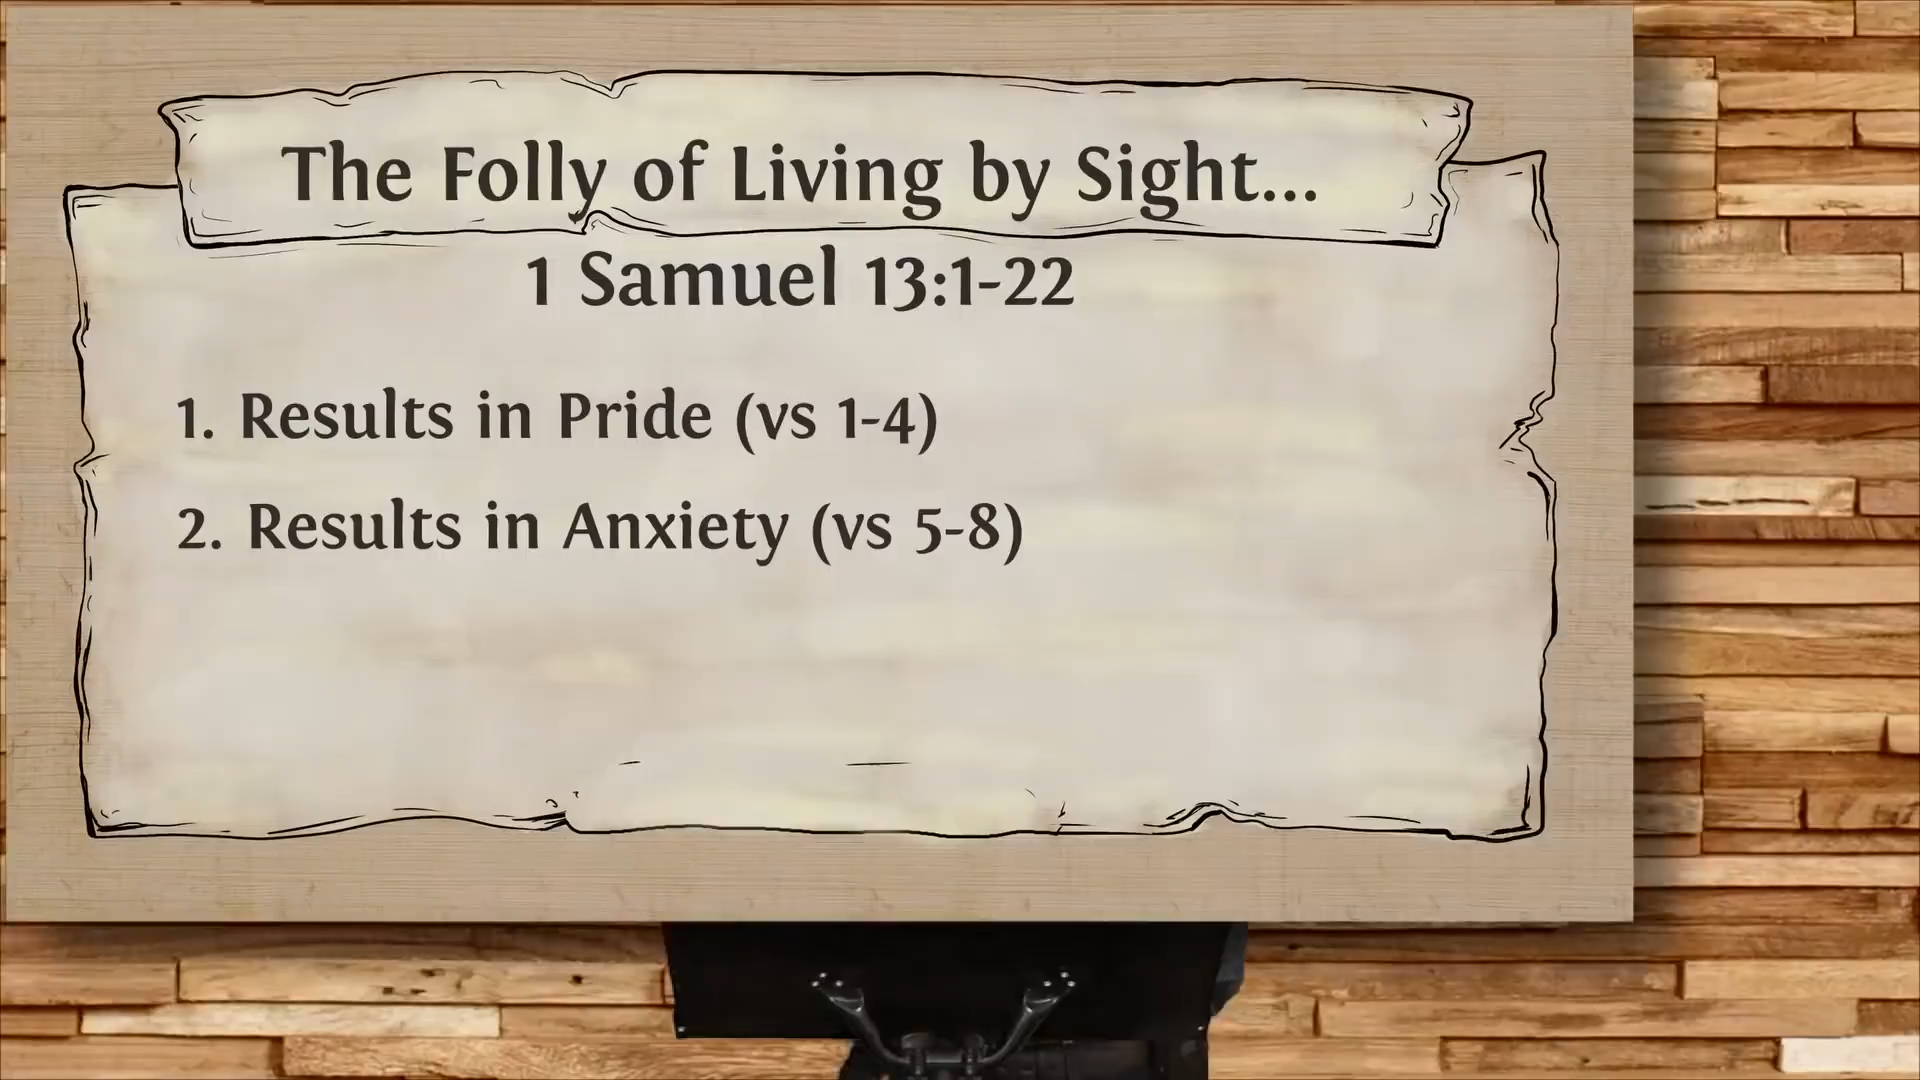 The Folly of Living by Sight...
1 Samuel 13:1-22
1. Results in Pride (vs 1-4)
2. Results in Anxiety (vs 5-8)